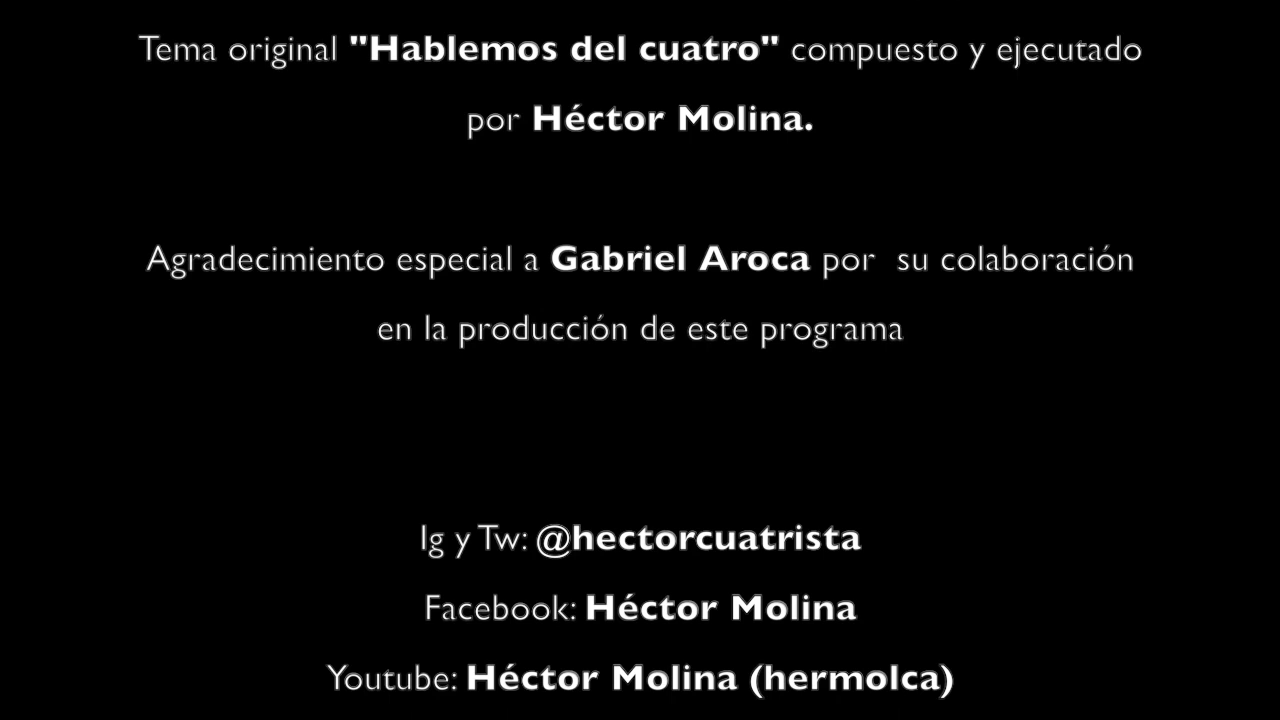 Tema original "Hablemos del cuatro" compuesto y ejecutado
por Héctor Molina.
Agradecimiento especial a Gabriel Aroca por  su colaboración
en la producción de este programa
Ig y Tw: @hectorcuatrista
Facebook: Héctor Molina
Youtube: Héctor Molina (hermolca)